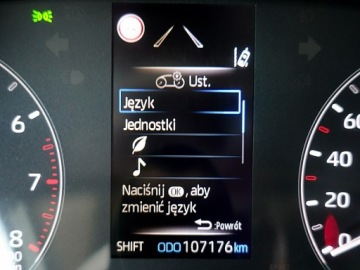 Ust.
Język
Jednostki
Naciśnij OK, aby
zmienić język
:Powrót
SHIFT ODO 107176 km
6
7
8
60
40
20
0